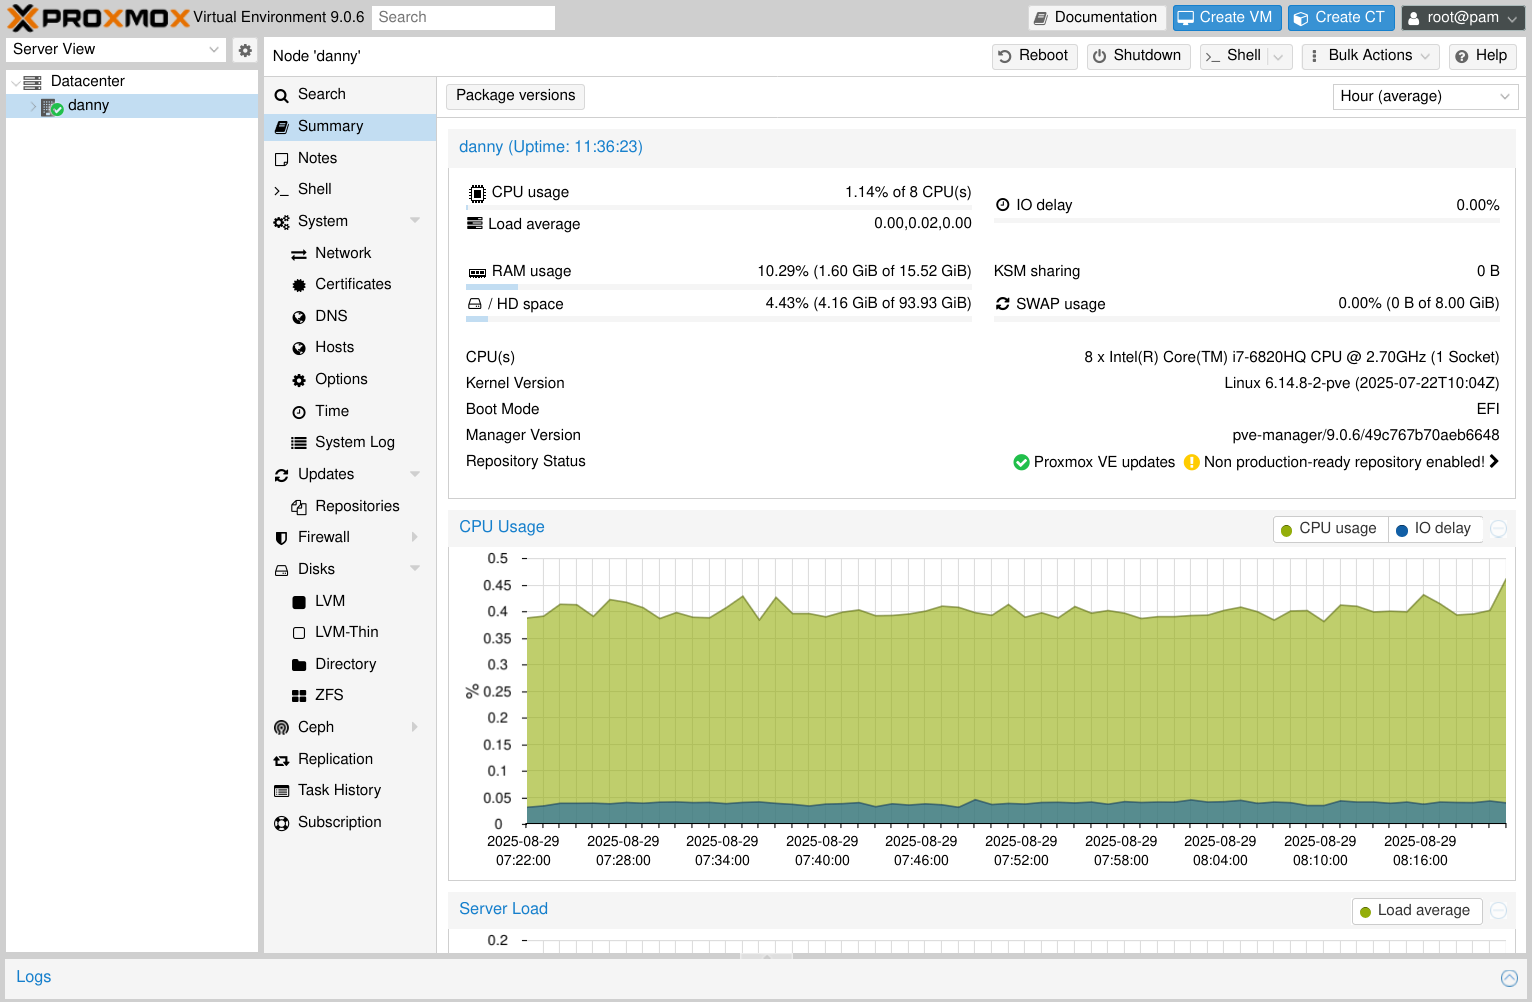 PROXMOX Virtual Environment 9.0.6 Search Documentation Create VM Create CT root@pam
Server View
Datacenter
danny
Node 'danny' Reboot Shutdown >_ Shell Bulk Actions Help
Search
Summary
Notes
>_ Shell
System
Network
Certificates
DNS
Hosts
Options
Time
System Log
Updates
Repositories
Firewall
Disks
LVM
LVM-Thin
Directory
ZFS
Ceph
Replication
Task History
Subscription
Package versions Hour (average)
danny (Uptime: 11:36:23)
CPU usage 1.14% of 8 CPU(s)
IO delay 0.00%
Load average 0.00,0.02,0.00
RAM usage 10.29% (1.60 GiB of 15.52 GiB) KSM sharing 0 B
/ HD space 4.43% (4.16 GiB of 93.93 GiB) SWAP usage 0.00% (0 B of 8.00 GiB)
CPU(s) 8 x Intel(R) Core(TM) i7-6820HQ CPU @ 2.70GHz (1 Socket)
Kernel Version Linux 6.14.8-2-pve (2025-07-22T10:04Z)
Boot Mode EFI
Manager Version pve-manager/9.0.6/49c767b70aeb6648
Repository Status Proxmox VE updates Non production-ready repository enabled!
CPU Usage CPU usage IO delay
0.5
0.45
0.4
0.35
0.3
% 0.25
0.2
0.15
0.1
0.05
0
2025-08-29 2025-08-29 2025-08-29 2025-08-29 2025-08-29 2025-08-29 2025-08-29 2025-08-29 2025-08-29 2025-08-29
07:22:00 07:28:00 07:34:00 07:40:00 07:46:00 07:52:00 07:58:00 08:04:00 08:10:00 08:16:00
Server Load Load average
0.2
Logs